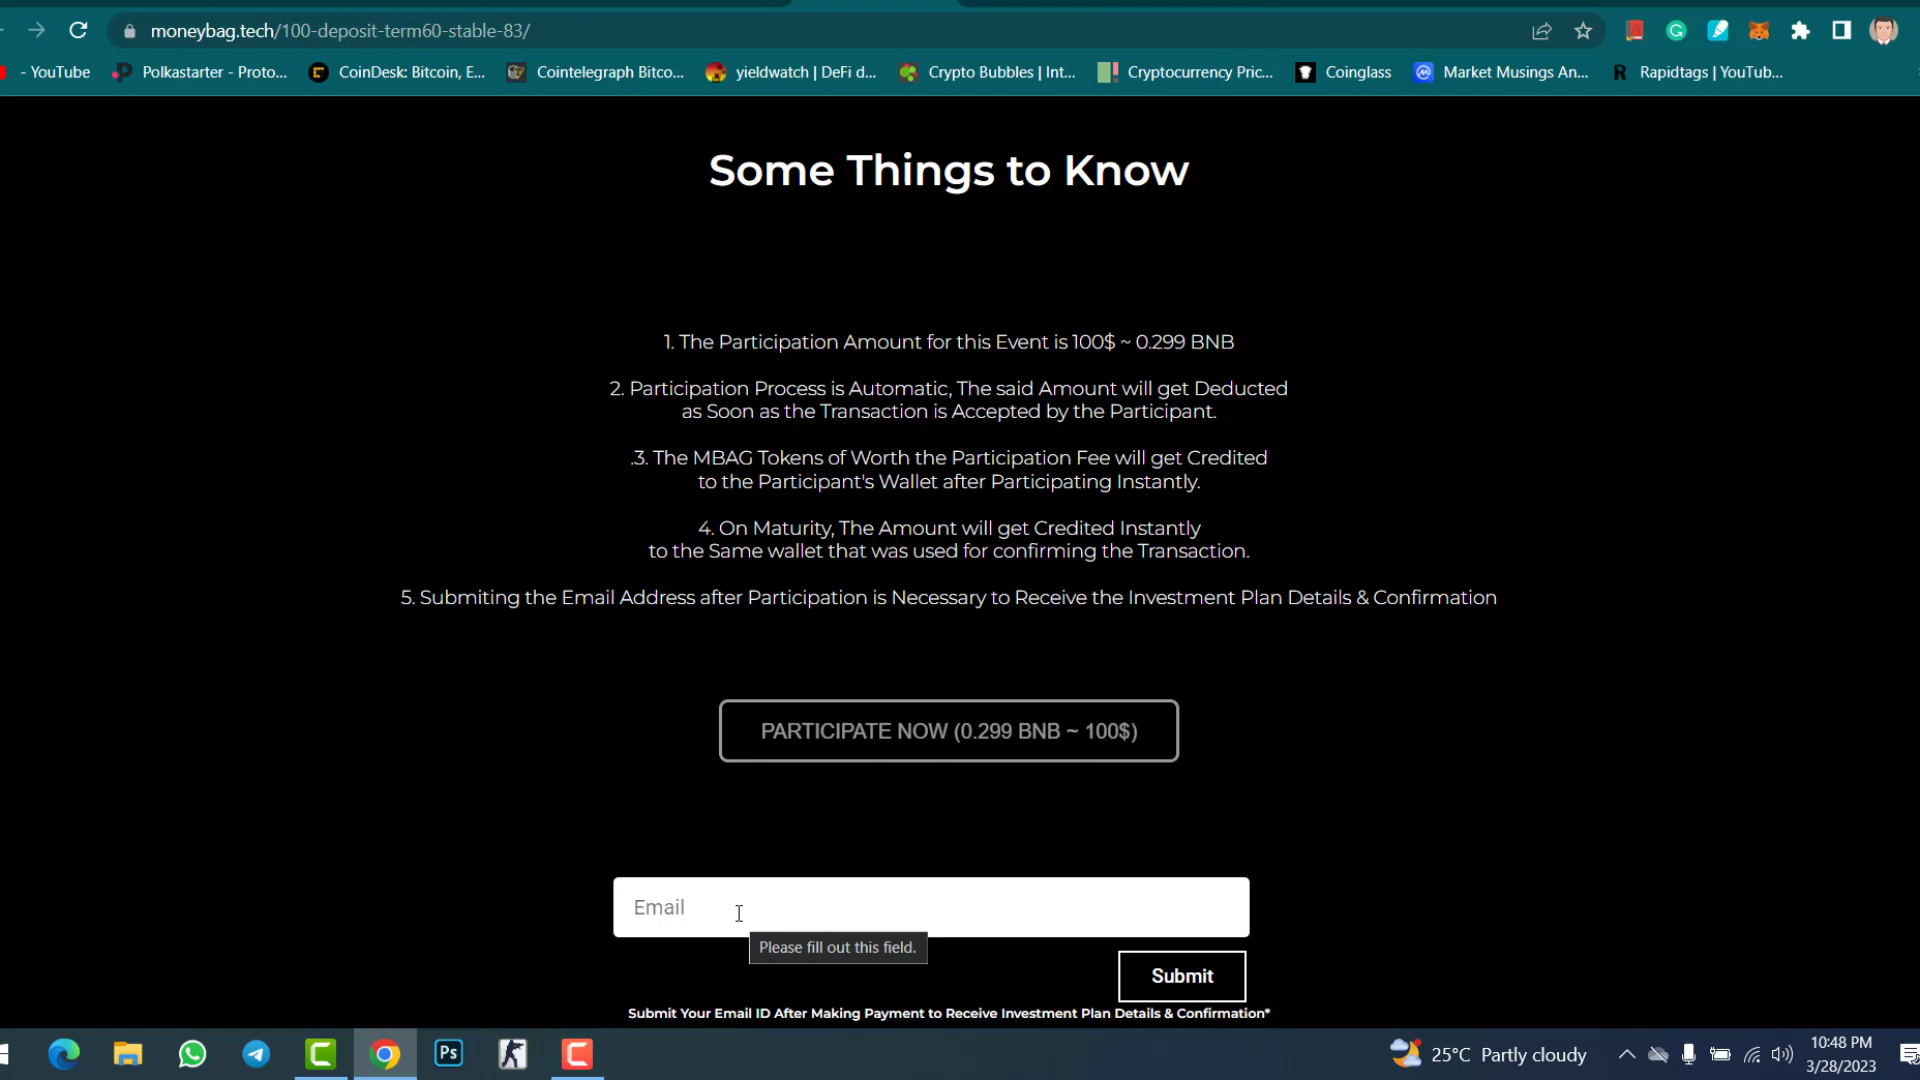 moneybag.tech/100-deposit-term60-stable-83/
- YouTube
Polkastarter - Proto...
CoinDesk: Bitcoin, E...
Cointelegraph Bitco...
yieldwatch | DeFi d...
Crypto Bubbles | Int...
Cryptocurrency Pric...
Coinglass
Market Musings An...
R
Rapidtags | YouTub...
Some Things to Know
1. The Participation Amount for this Event is 100$ ~ 0.299 BNB
2. Participation Process is Automatic, The said Amount will get Deducted
as Soon as the Transaction is Accepted by the Participant.
.3. The MBAG Tokens of Worth the Participation Fee will get Credited
to the Participant's Wallet after Participating Instantly.
4. On Maturity, The Amount will get Credited Instantly
to the Same wallet that was used for confirming the Transaction.
5. Submiting the Email Address after Participation is Necessary to Receive the Investment Plan Details & Confirmation
PARTICIPATE NOW (0.299 BNB ~ 100$)
Email
Please fill out this field.
Submit
Submit Your Email ID After Making Payment to Receive Investment Plan Details & Confirmation*
Ps
25°C Partly cloudy
10:48 PM
3/28/2023